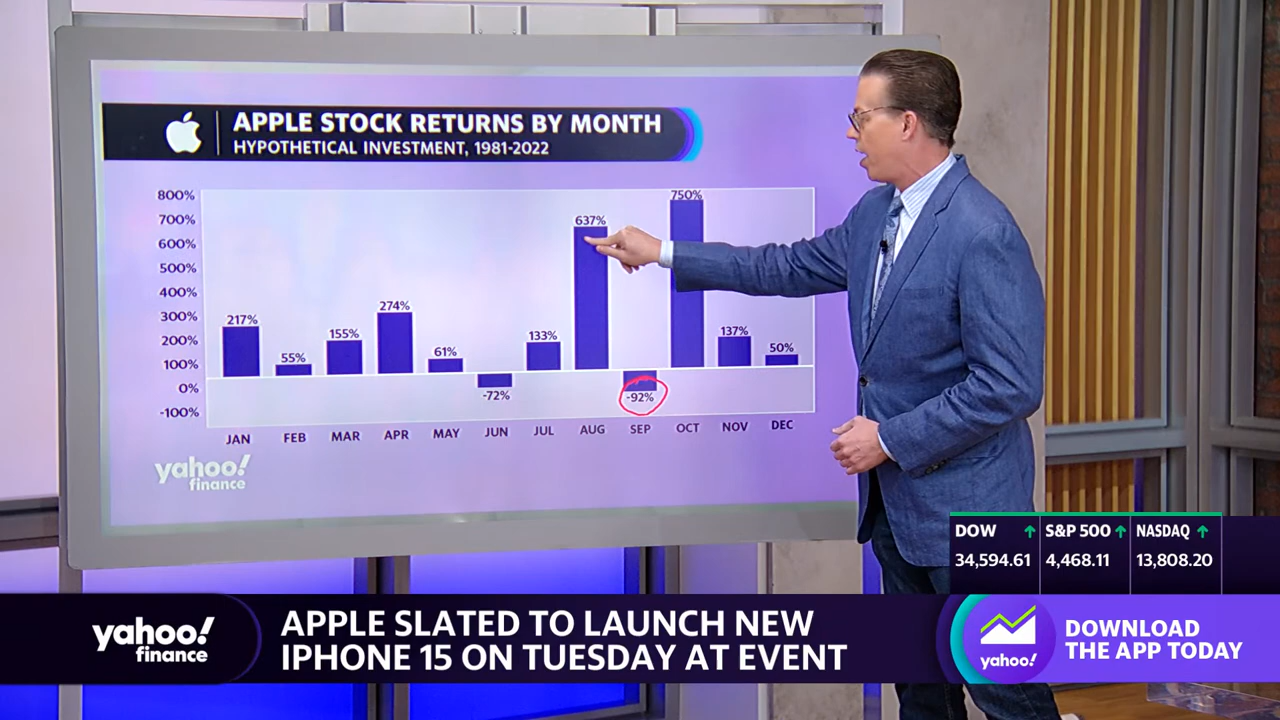 APPLE STOCK RETURNS BY MONTH
HYPOTHETICAL INVESTMENT, 1981-2022
800%
700%
600%
500%
400%
300%
200%
100%
0%
-100%
217%
55%
155%
274%
61%
-72%
133%
637%
-92%
750%
137%
50%
JAN FEB MAR APR MAY JUN JUL AUG SEP OCT NOV DEC
yahoo!
finance
DOW S&P 500 NASDAQ
34,594.61 4,468.11 13,808.20
yahoo!
finance
APPLE SLATED TO LAUNCH NEW
IPHONE 15 ON TUESDAY AT EVENT
yahoo!
DOWNLOAD
THE APP TODAY